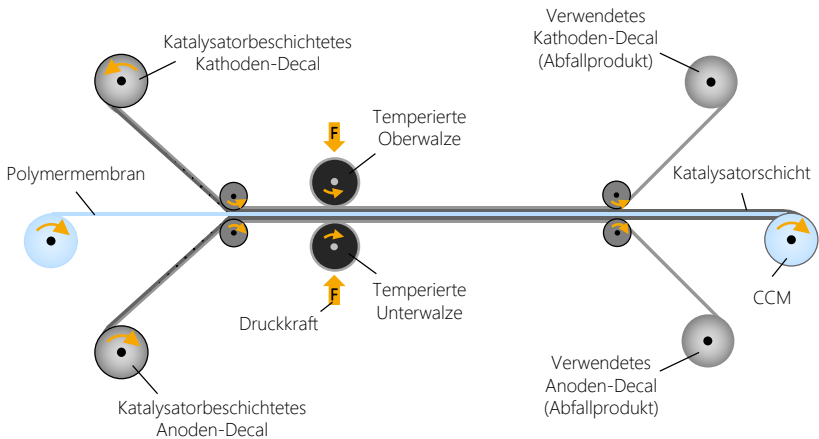 Katalysatorbeschichtetes
Kathoden-Decal
Verwendetes
Kathoden-Decal
(Abfallprodukt)
F
Temperierte
Oberwalze
Polymermembran
Katalysatorschicht
F
Druckkraft
Temperierte
Unterwalze
CCM
Katalysatorbeschichtetes
Anoden-Decal
Verwendetes
Anoden-Decal
(Abfallprodukt)